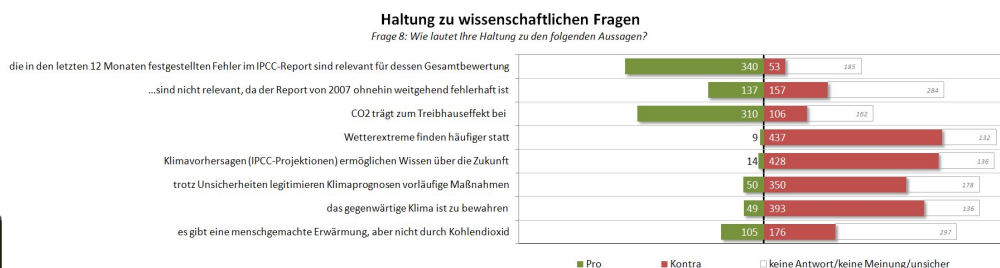 Haltung zu wissenschaftlichen Fragen
Frage 8: Wie lautet Ihre Haltung zu den folgenden Aussagen?
die in den letzten 12 Monaten festgestellten Fehler im IPCC-Report sind relevant für dessen Gesamtbewertung 340 53 185
...sind nicht relevant, da der Report von 2007 ohnehin weitgehend fehlerhaft ist 137 157 284
CO2 trägt zum Treibhauseffekt bei 310 106 162
Wetterextreme finden häufiger statt 9 437 132
Klimavorhersagen (IPCC-Projektionen) ermöglichen Wissen über die Zukunft 14 428 136
trotz Unsicherheiten legitimieren Klimaprognosen vorläufige Maßnahmen 50 350 178
das gegenwärtige Klima ist zu bewahren 49 393 136
es gibt eine menschgemachte Erwärmung, aber nicht durch Kohlendioxid 105 176 297
Pro Kontra keine Antwort/keine Meinung/unsicher